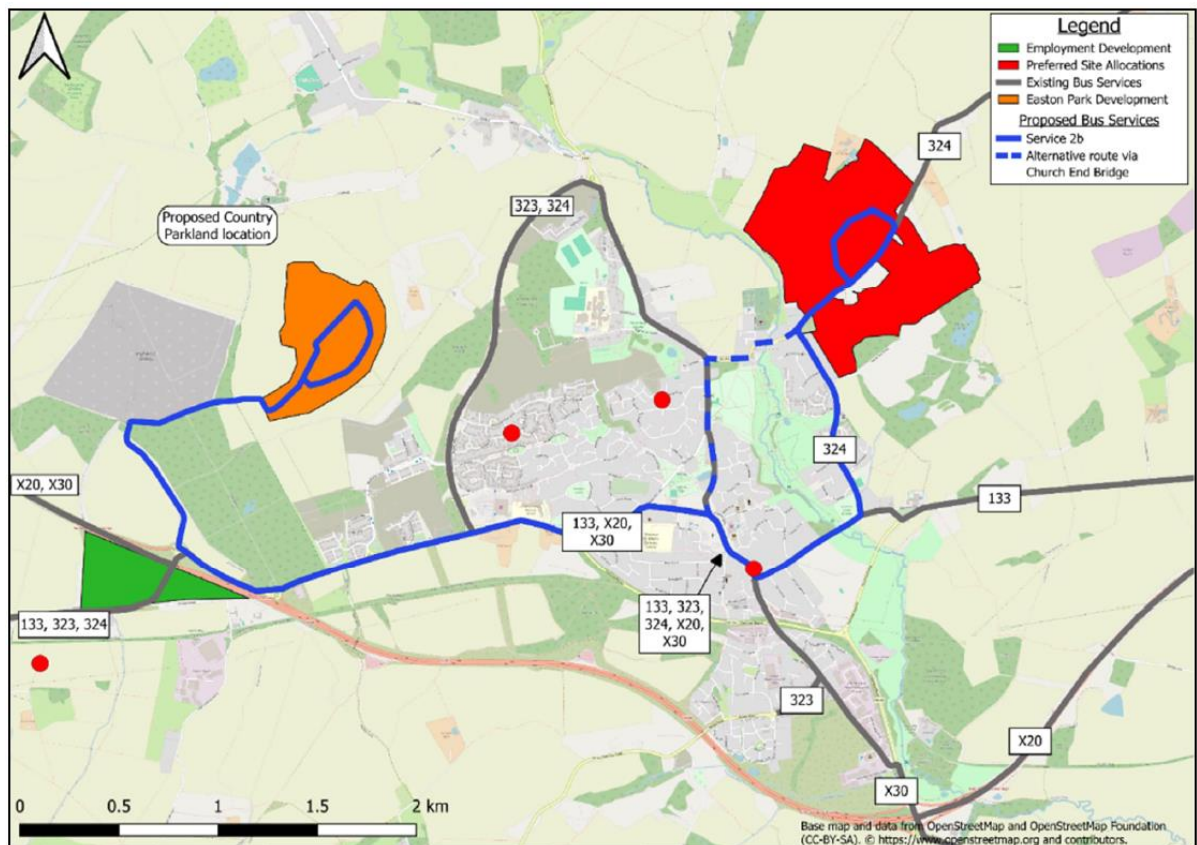 Legend
Employment Development
Preferred Site Allocations
Existing Bus Services
Easton Park Development
Proposed Bus Services
Service 2b
Alternative route via
Church End Bridge
324
323, 324
Proposed Country
Parkland location
324
X20, X30
133
133, X20,
X30
133, 323, 324
133, 323,
324, X20,
X30
323
X20
X30
0 0.5 1 1.5 2 km
Base map and data from OpenStreetMap and OpenStreetMap Foundation
(CC-BY-SA). © https://www.openstreetmap.org and contributors.